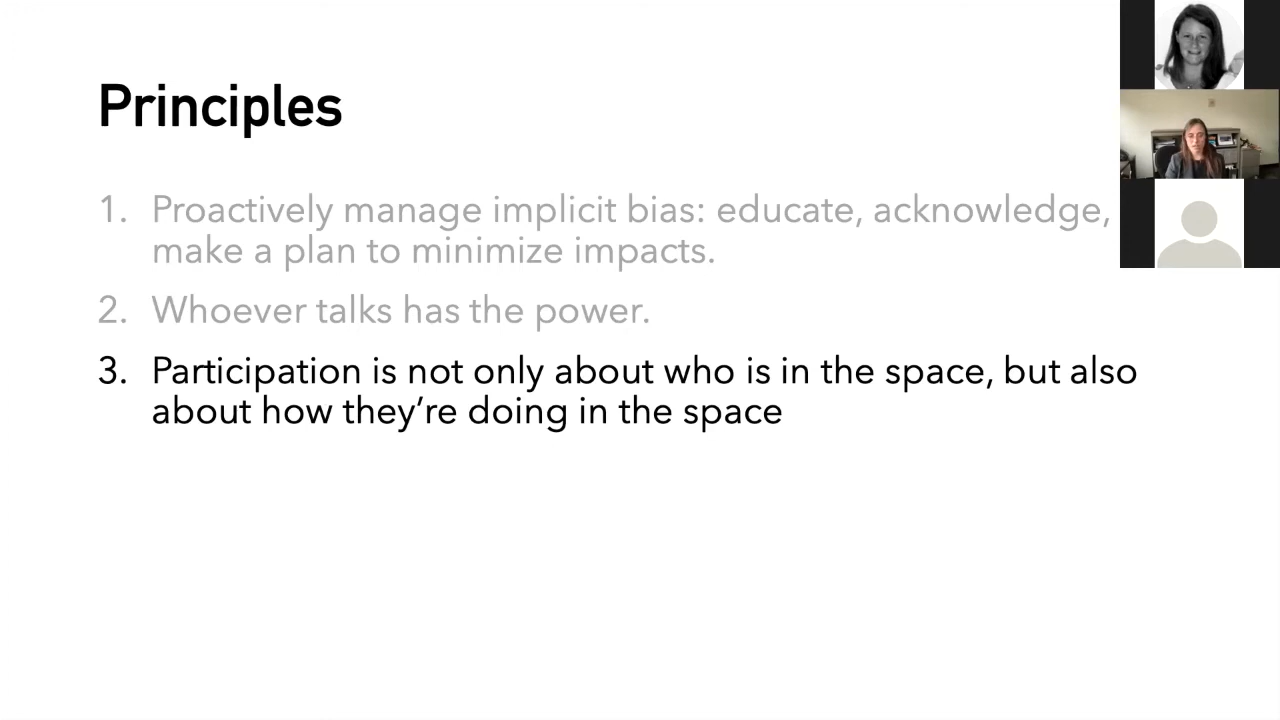 Principles
1. Proactively manage implicit bias: educate, acknowledge,
make a plan to minimize impacts.
2. Whoever talks has the power.
3. Participation is not only about who is in the space, but also
about how they’re doing in the space